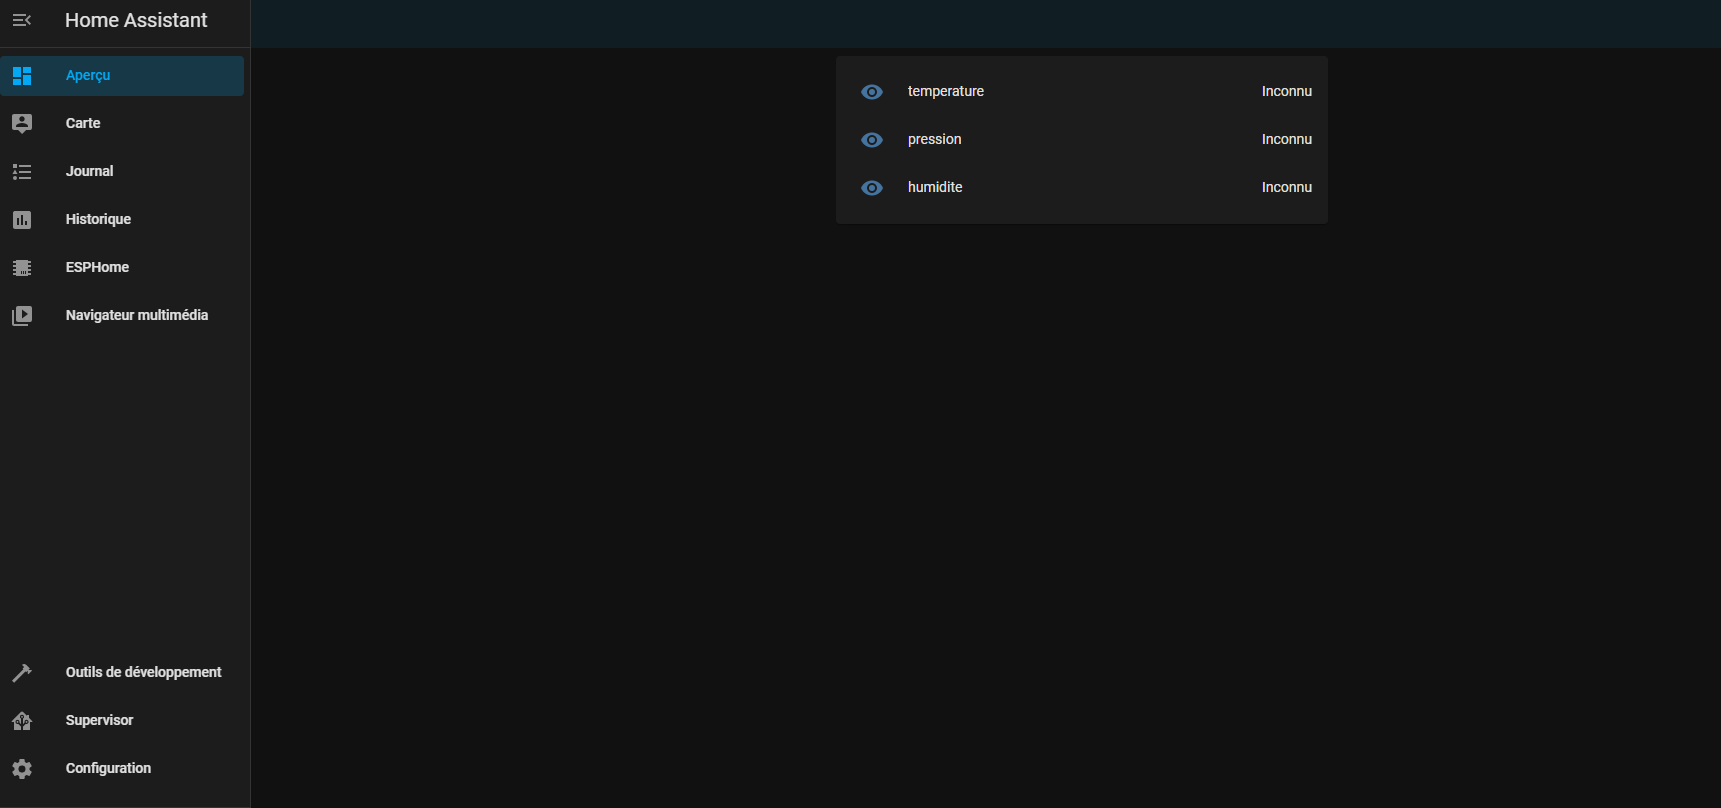 Home Assistant
Aperçu
Carte
Journal
Historique
ESPHome
Navigateur multimédia
Outils de développement
Supervisor
Configuration
temperature Inconnu
pression Inconnu
humidite Inconnu